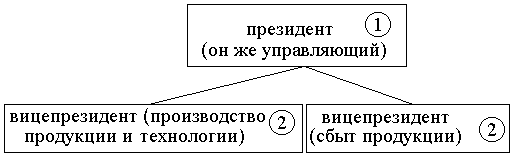 президент 1
(он же управляющий)
вицепрезидент (производство
продукции и технологии) 2
вицепрезидент
(сбыт продукции) 2